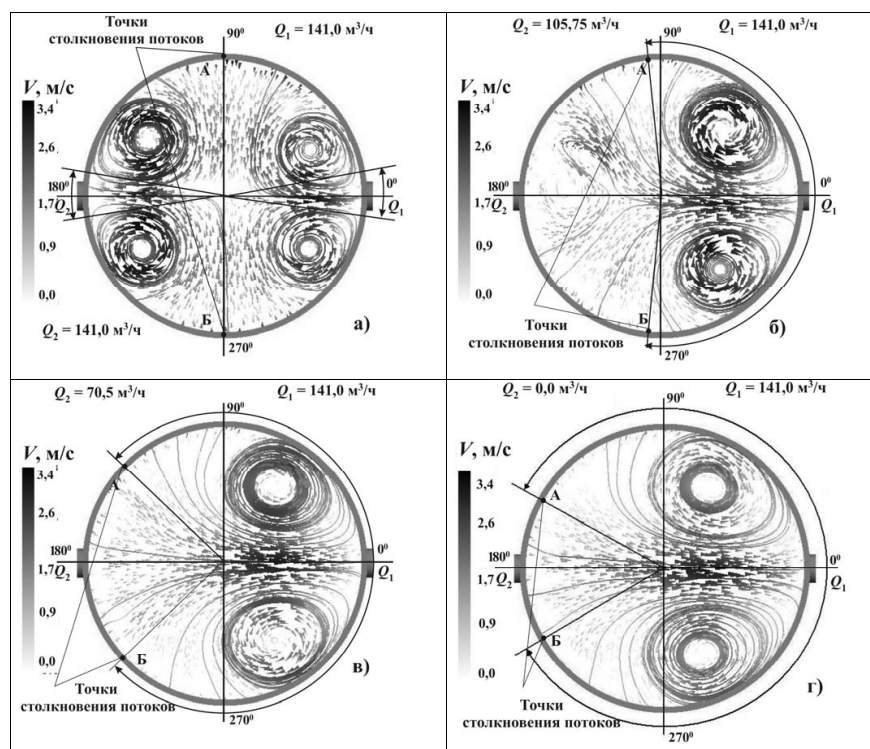 Точки
столкновения потоков
90⁰
Q₁ = 141,0 м³/ч
А
V, м/с
3,4
2,6
180⁰
1,7
Q₂
0⁰
Q₁
0,9
0,0
Б
Q₂ = 141,0 м³/ч
270⁰
а)
Q₂ = 105,75 м³/ч
90⁰
Q₁ = 141,0 м³/ч
А
V, м/с
3,4
2,6
180⁰
1,7
Q₂
0⁰
Q₁
0,9
0,0
Б
Точки
столкновения потоков
270⁰
б)
Q₂ = 70,5 м³/ч
90⁰
Q₁ = 141,0 м³/ч
А
V, м/с
3,4
2,6
180⁰
1,7
Q₂
0⁰
Q₁
0,9
0,0
Б
Точки
столкновения потоков
270⁰
в)
Q₂ = 0,0 м³/ч
90⁰
Q₁ = 141,0 м³/ч
А
V, м/с
3,4
2,6
180⁰
1,7
Q₂
0⁰
Q₁
0,9
0,0
Б
Точки
столкновения потоков
270⁰
г)